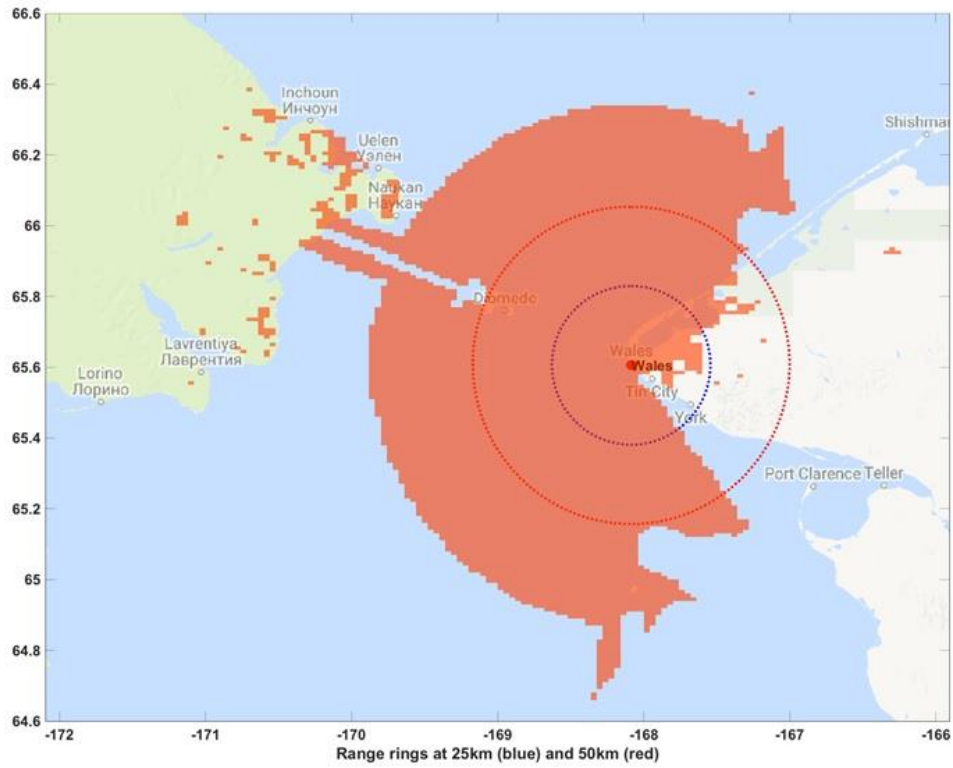 66.6
66.4
66.2
66
65.8
65.6
65.4
65.2
65
64.8
64.6
Inchoun
Инчоун
Uelen
Уэлен
Naukan
Наукан
Shishmar
Diomede
Wales
Wales
Tin City
York
Lavrentiya
Лаврентия
Lorino
Лорино
Port Clarence
Teller
-172
-171
-170
-169
-168
-167
-166
Range rings at 25km (blue) and 50km (red)